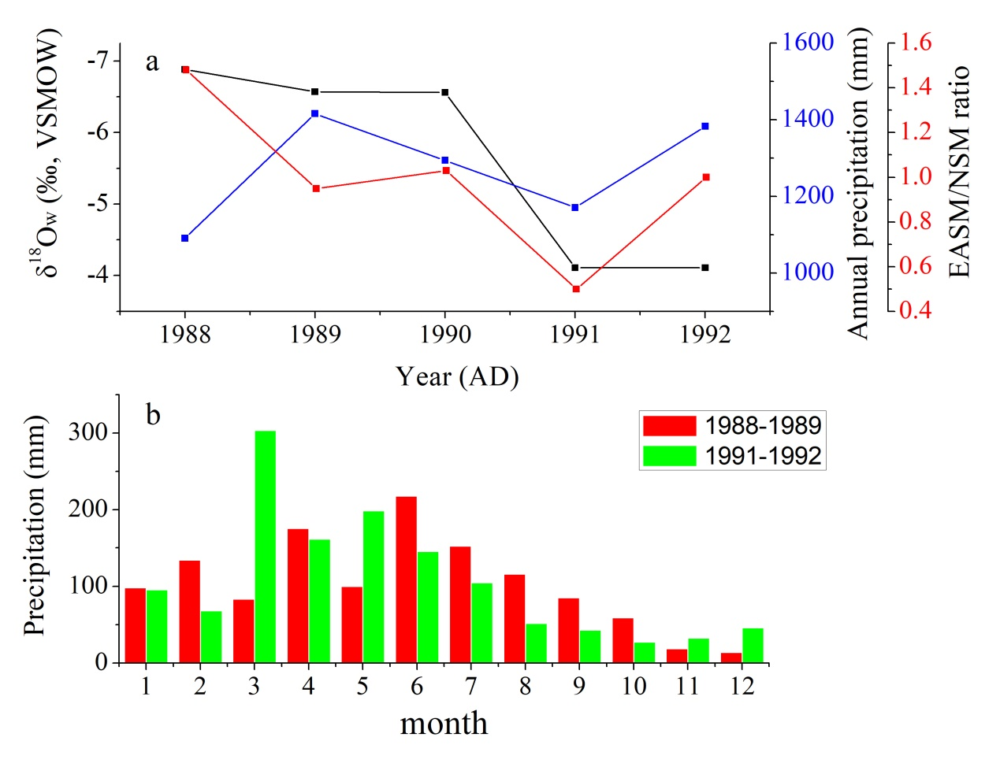 a
δ¹⁸Ow (‰, VSMOW)
-7
-6
-5
-4
1600
1400
1200
1000
Annual precipitation (mm)
1.6
1.4
1.2
1.0
0.8
0.6
0.4
EASM/NSM ratio
1988 1989 1990 1991 1992
Year (AD)
b
1988-1989
1991-1992
Precipitation (mm)
300
200
100
0
1 2 3 4 5 6 7 8 9 10 11 12
month